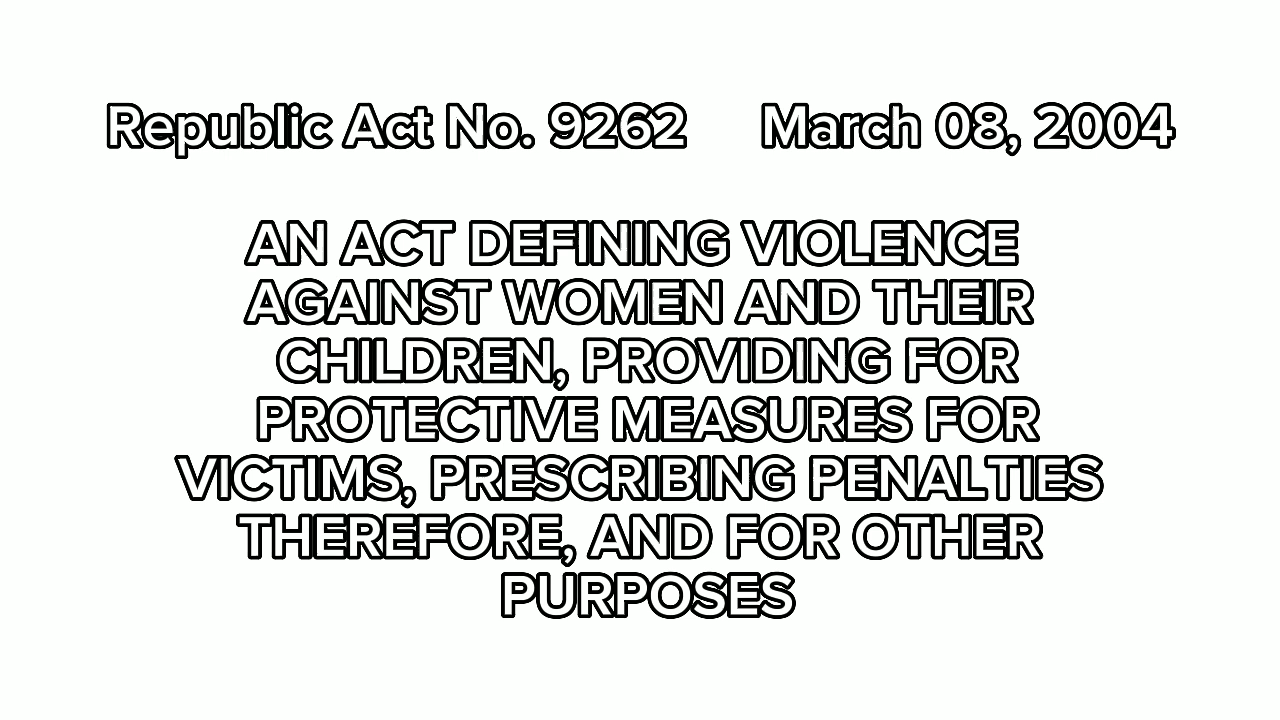 Republic Act No. 9262 March 08, 2004
AN ACT DEFINING VIOLENCE
AGAINST WOMEN AND THEIR
CHILDREN, PROVIDING FOR
PROTECTIVE MEASURES FOR
VICTIMS, PRESCRIBING PENALTIES
THEREFORE, AND FOR OTHER
PURPOSES